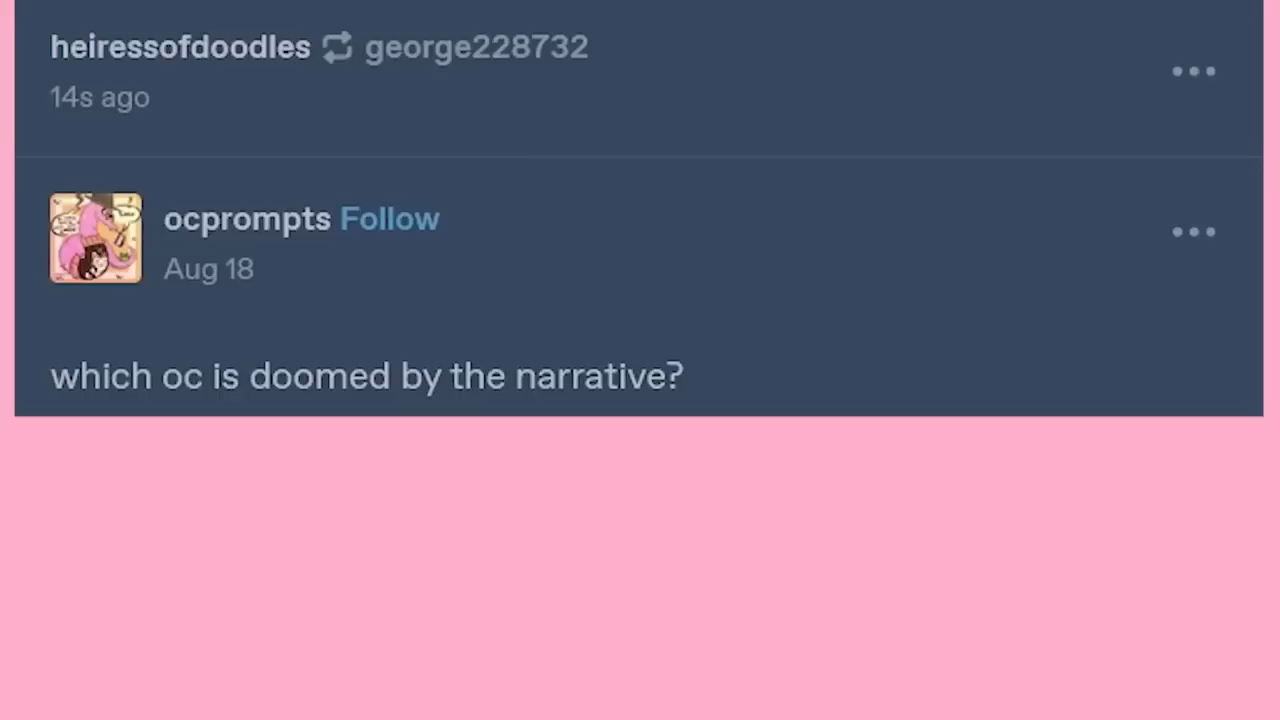 heiressofdoodles george228732
14s ago
ocprompts Follow
Aug 18
which oc is doomed by the narrative?